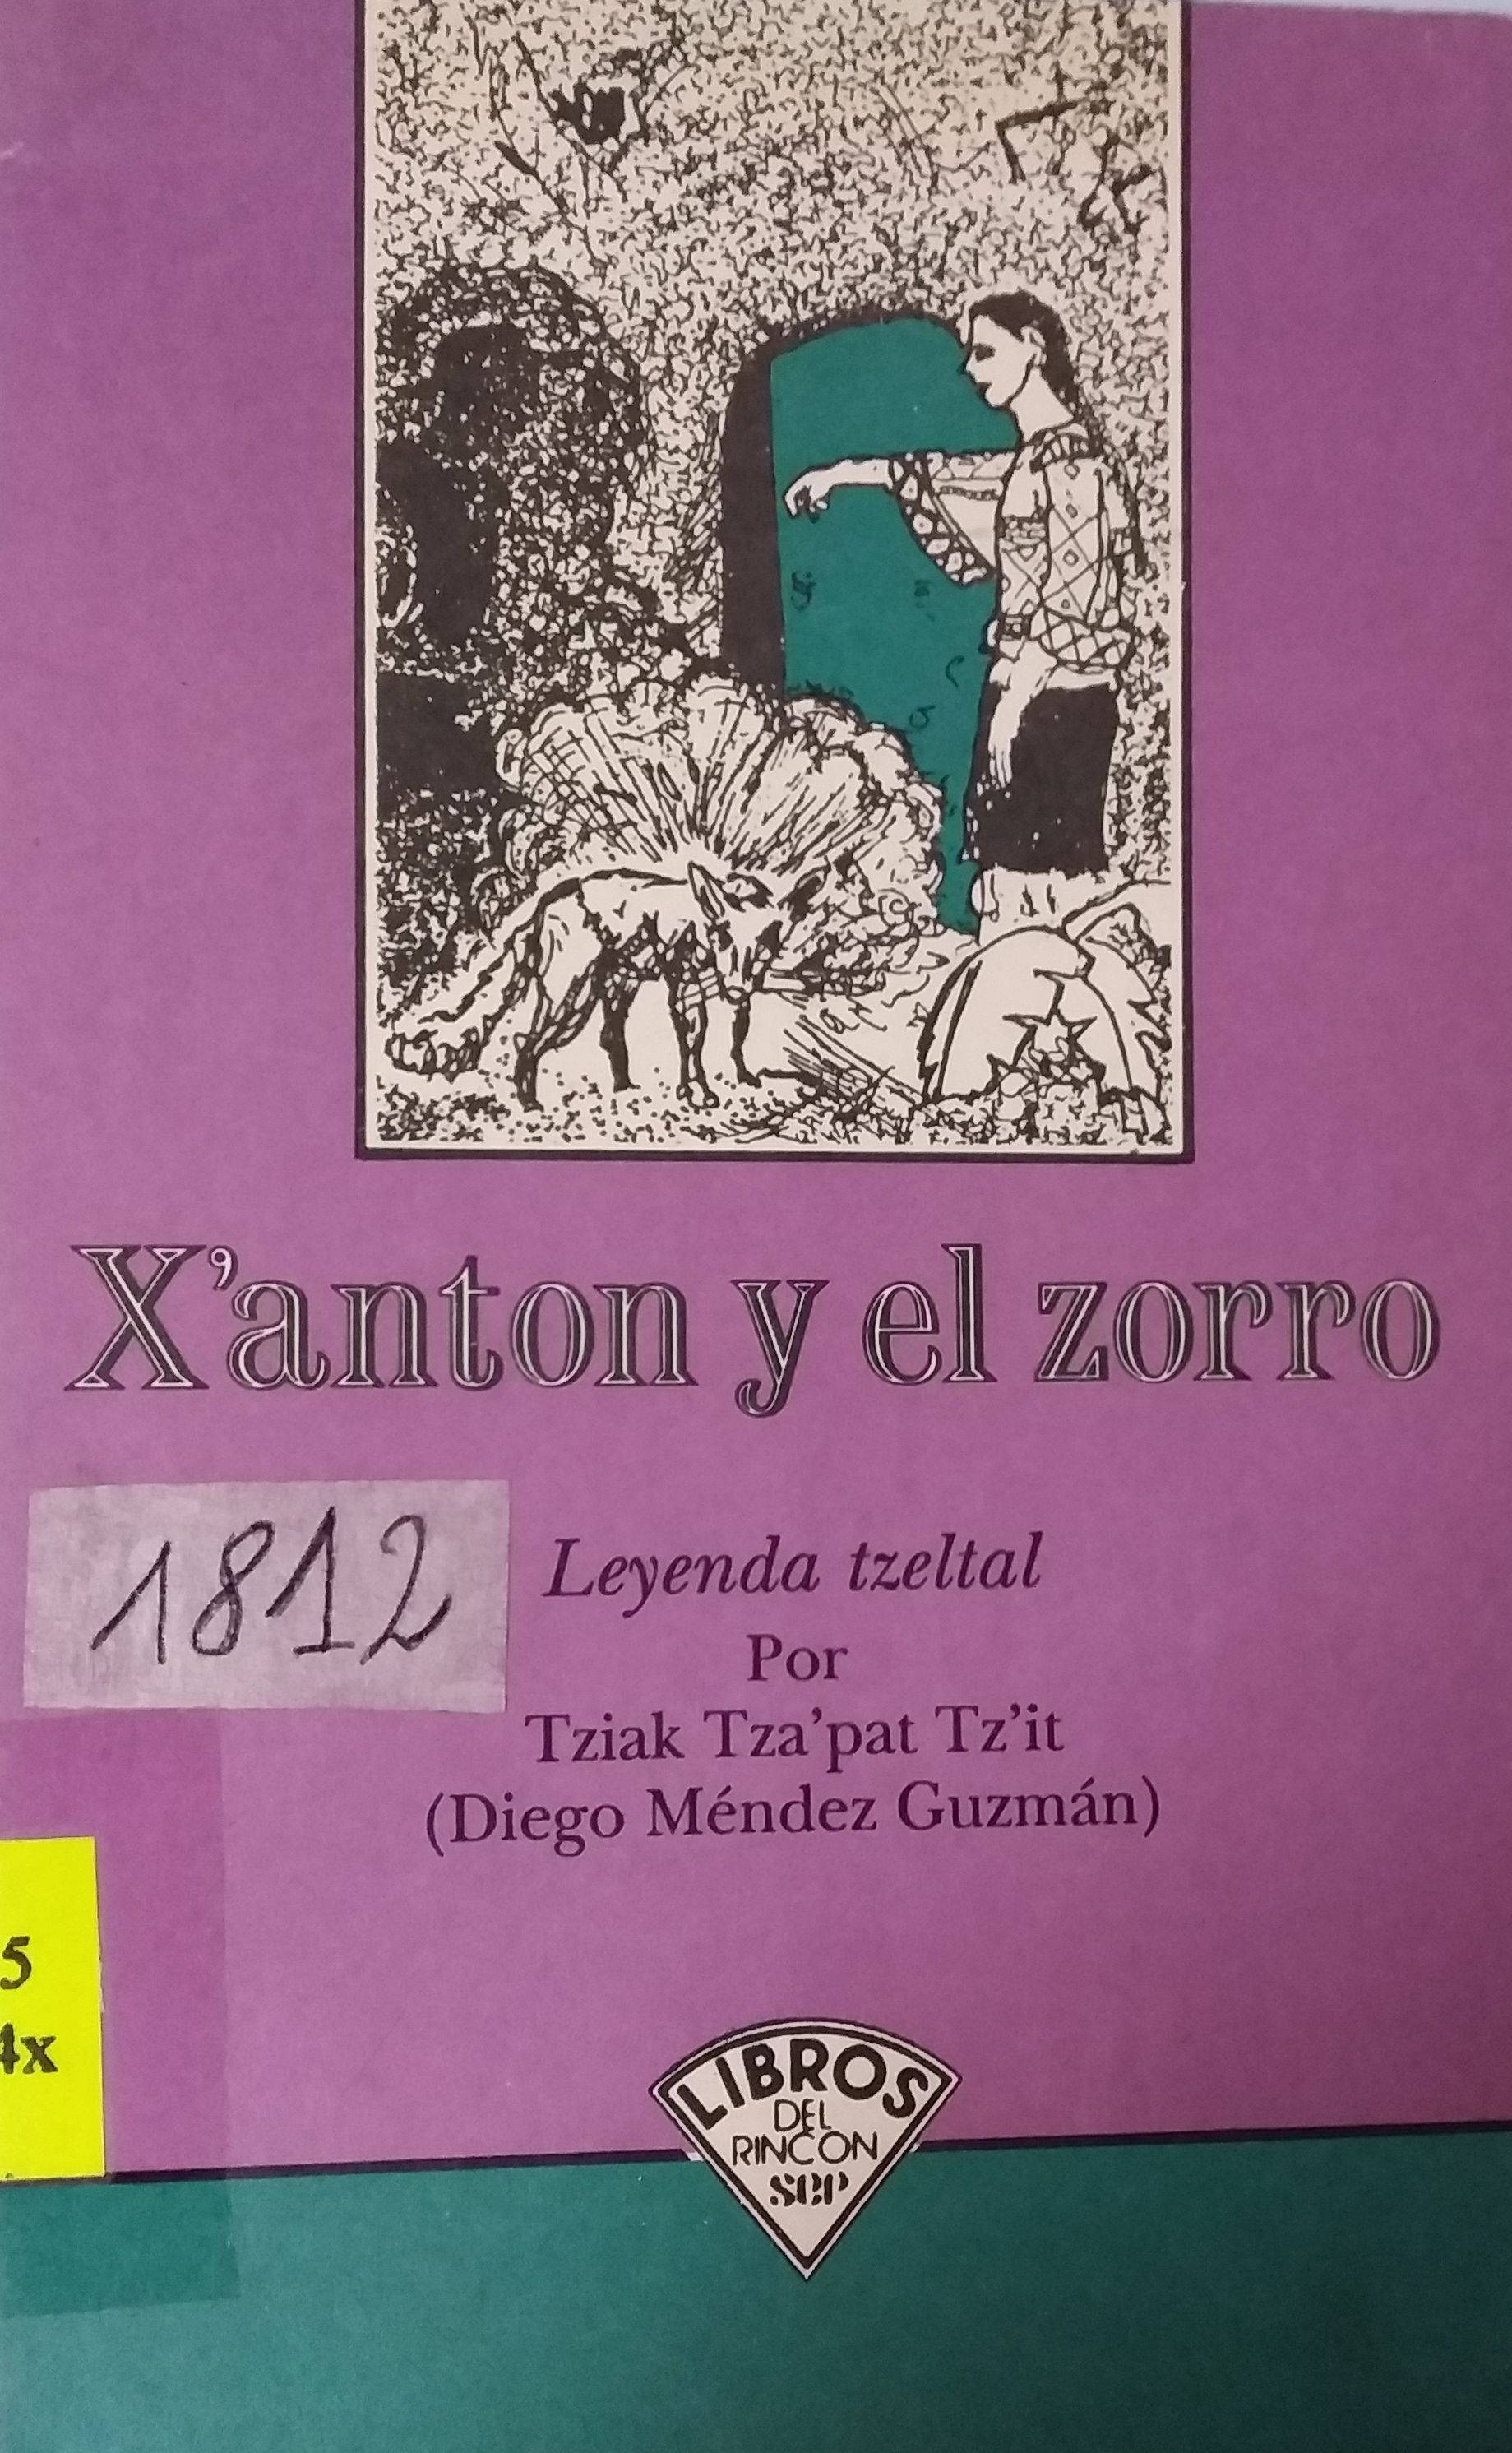 X’anton y el zorro
1812
Leyenda tzeltal
Por
Tziak Tza’pat Tz’it
(Diego Méndez Guzmán)
5
4x
LIBROS
DEL
RINCON
SEP